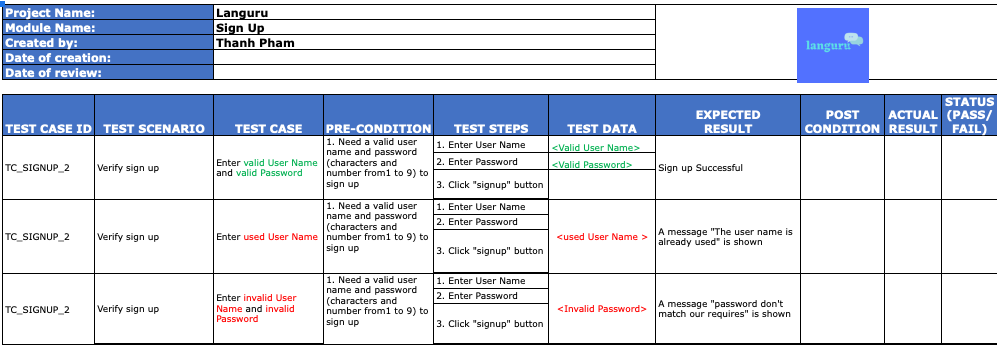 Project Name: Languru
Module Name: Sign Up
Created by: Thanh Pham
Date of creation:
Date of review:
languru
TEST CASE ID TEST SCENARIO TEST CASE PRE-CONDITION TEST STEPS TEST DATA EXPECTED RESULT POST CONDITION ACTUAL RESULT STATUS (PASS/ FAIL)
TC_SIGNUP_2
Verify sign up
Enter valid User Name
and valid Password
1. Need a valid user
name and password
(characters and
number from1 to 9) to
sign up
1. Enter User Name
2. Enter Password
3. Click "signup" button
<Valid User Name>
<Valid Password>
Sign up Successful
TC_SIGNUP_2
Verify sign up
Enter used User Name
1. Need a valid user
name and password
(characters and
number from1 to 9) to
sign up
1. Enter User Name
2. Enter Password
3. Click "signup" button
<used User Name >
A message "The user name is
already used" is shown
TC_SIGNUP_2
Verify sign up
Enter invalid User
Name and invalid
Password
1. Need a valid user
name and password
(characters and
number from1 to 9) to
sign up
1. Enter User Name
2. Enter Password
3. Click "signup" button
<Invalid Password>
A message "password don't
match our requires" is shown